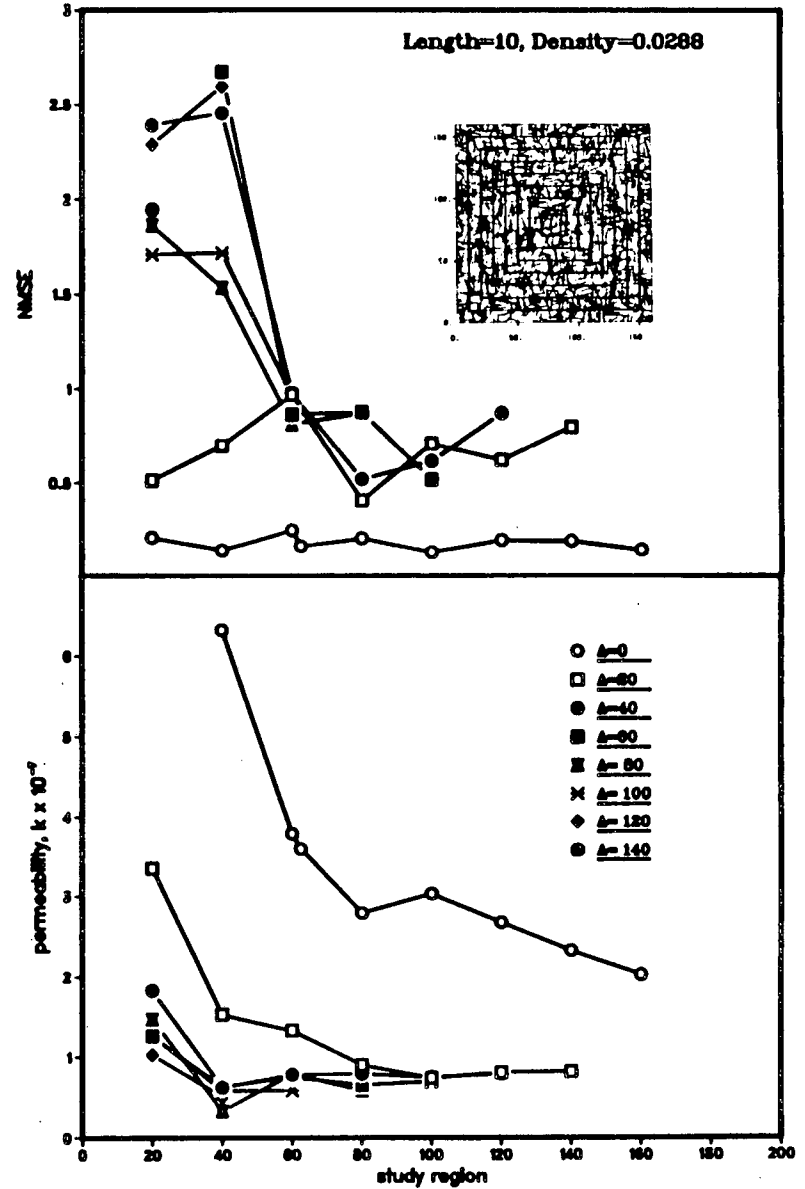 Length=10, Density=0.0288
3
2.5
2
1.5
1
0.5
NMSE
6
5
4
3
2
1
0
permeability, k x 10⁻⁷
Δ=0
Δ=20
Δ=40
Δ=60
Δ= 80
Δ= 100
Δ= 120
Δ= 140
0 20 40 60 80 100 120 140 160 180 200
study region